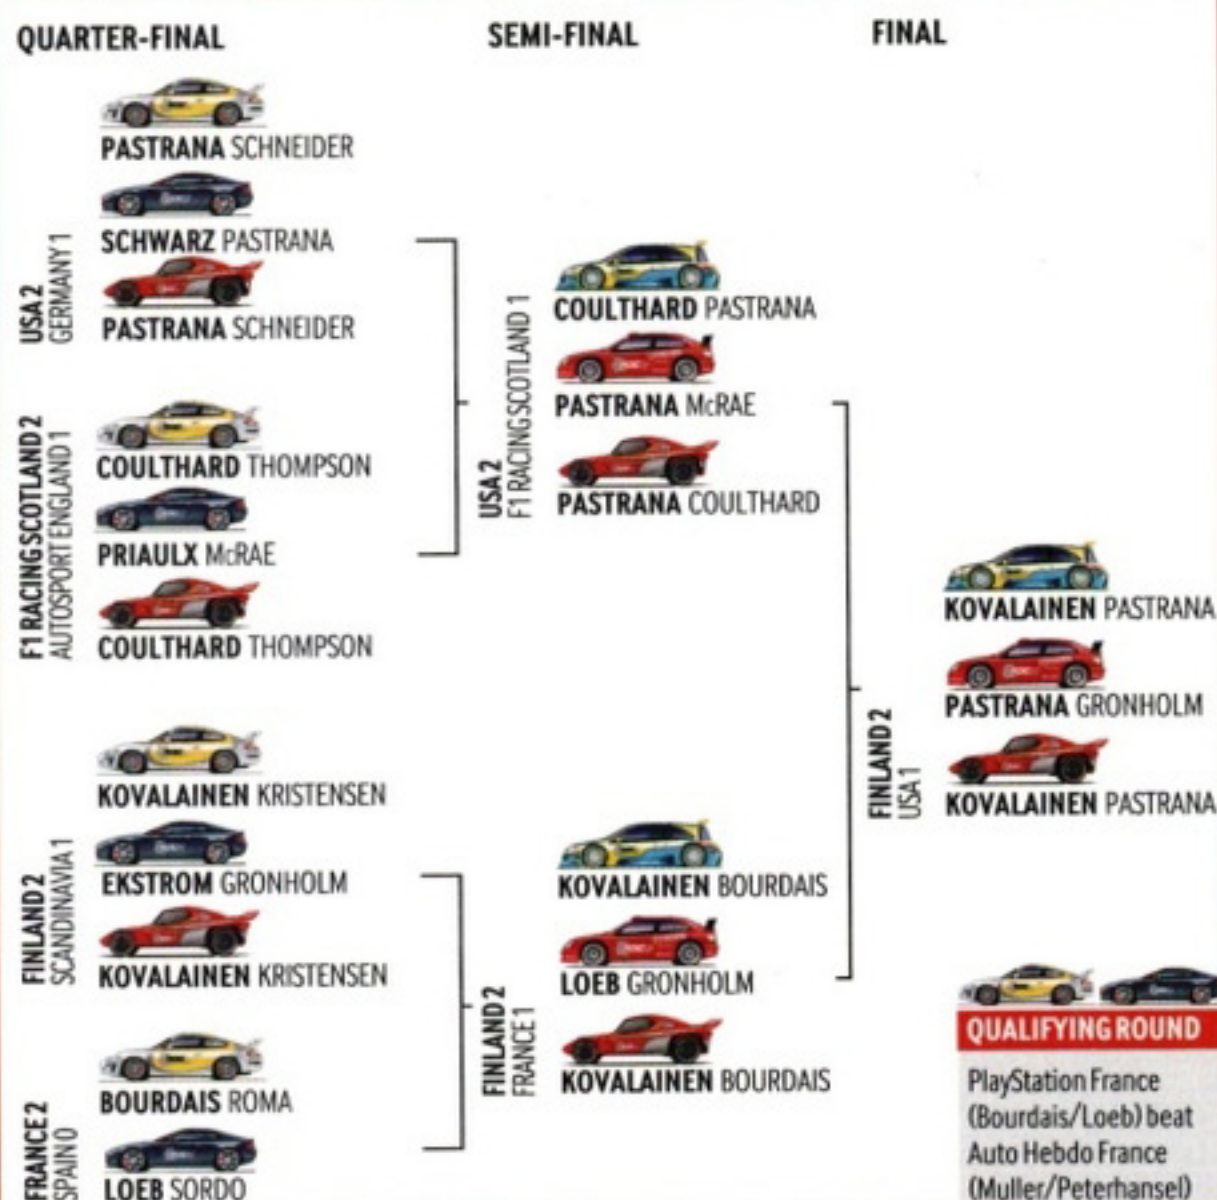 QUARTER-FINAL
PASTRANA SCHNEIDER
SCHWARZ PASTRANA
PASTRANA SCHNEIDER
USA 2
GERMANY 1
COULTHARD THOMPSON
PRIAULX McRAE
COULTHARD THOMPSON
F1 RACING SCOTLAND 2
AUTOSPORT ENGLAND 1
KOVALAINEN KRISTENSEN
EKSTROM GRONHOLM
KOVALAINEN KRISTENSEN
FINLAND 2
SCANDINAVIA 1
BOURDAIS ROMA
LOEB SORDO
FRANCE 2
SPAIN 0
SEMI-FINAL
COULTHARD PASTRANA
PASTRANA McRAE
PASTRANA COULTHARD
USA 2
F1 RACING SCOTLAND 1
KOVALAINEN BOURDAIS
LOEB GRONHOLM
KOVALAINEN BOURDAIS
FINLAND 2
FRANCE 1
FINAL
KOVALAINEN PASTRANA
PASTRANA GRONHOLM
KOVALAINEN PASTRANA
FINLAND 2
USA 1
QUALIFYING ROUND
PlayStation France
(Bourdais/Loeb) beat
Auto Hebdo France
(Muller/Peterhansel)